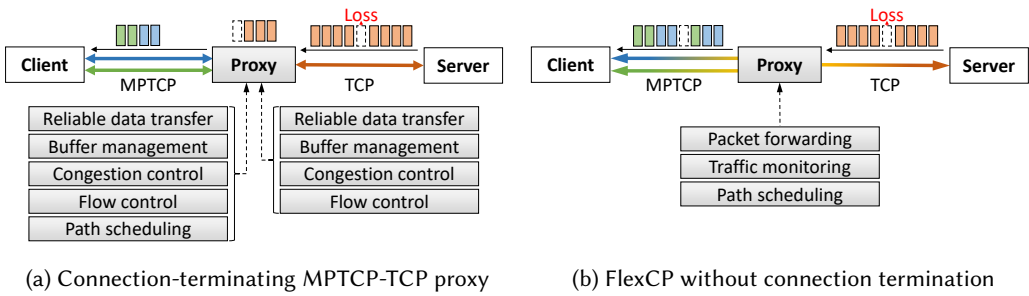 Loss
Client
Proxy
Server
MPTCP
TCP
Reliable data transfer
Buffer management
Congestion control
Flow control
Path scheduling
Reliable data transfer
Buffer management
Congestion control
Flow control
(a) Connection-terminating MPTCP-TCP proxy
Loss
Client
Proxy
Server
MPTCP
TCP
Packet forwarding
Traffic monitoring
Path scheduling
(b) FlexCP without connection termination